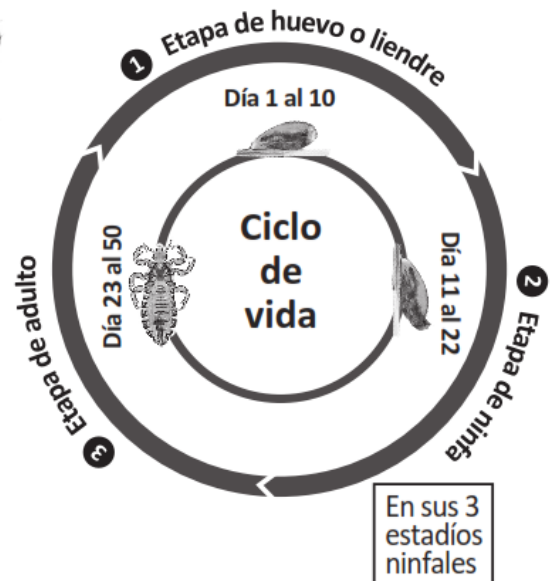 1 Etapa de huevo o liendre
Día 1 al 10
Ciclo
de
vida
Día 11 al 22
2 Etapa de ninfa
En sus 3
estadíos
ninfales
Día 23 al 50
3 Etapa de adulto